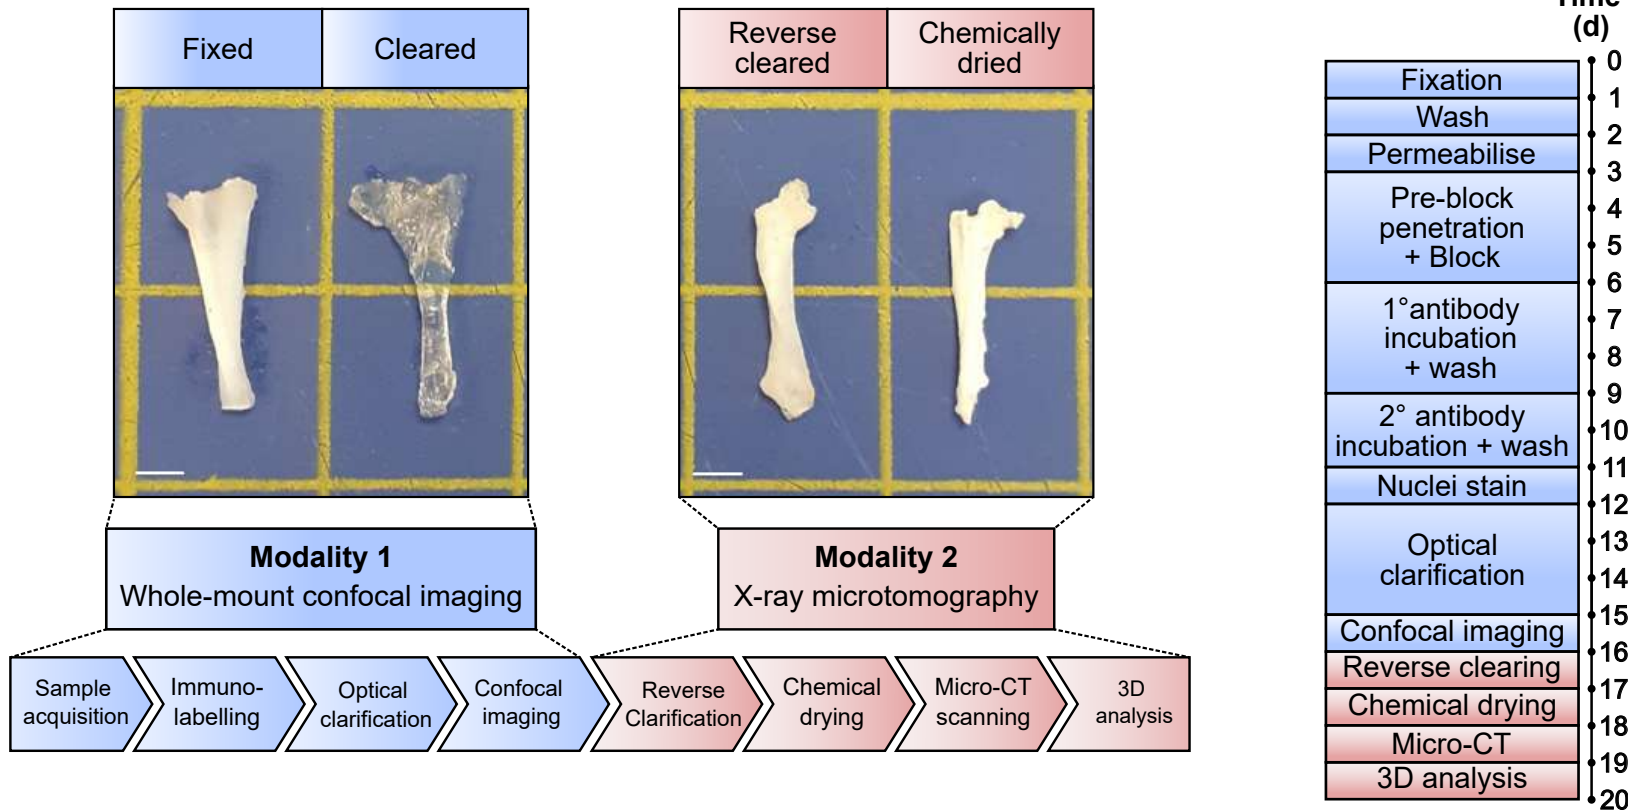 Fixed
Cleared
Reverse
cleared
Chemically
dried
Modality 1
Whole-mount confocal imaging
Modality 2
X-ray microtomography
Sample
acquisition
Immuno-
labelling
Optical
clarification
Confocal
imaging
Reverse
Clarification
Chemical
drying
Micro-CT
scanning
3D
analysis
Time
(d)
Fixation
Wash
Permeabilise
Pre-block
penetration
+ Block
1°antibody
incubation
+ wash
2° antibody
incubation + wash
Nuclei stain
Optical
clarification
Confocal imaging
Reverse clearing
Chemical drying
Micro-CT
3D analysis
0
1
2
3
4
5
6
7
8
9
10
11
12
13
14
15
16
17
18
19
20